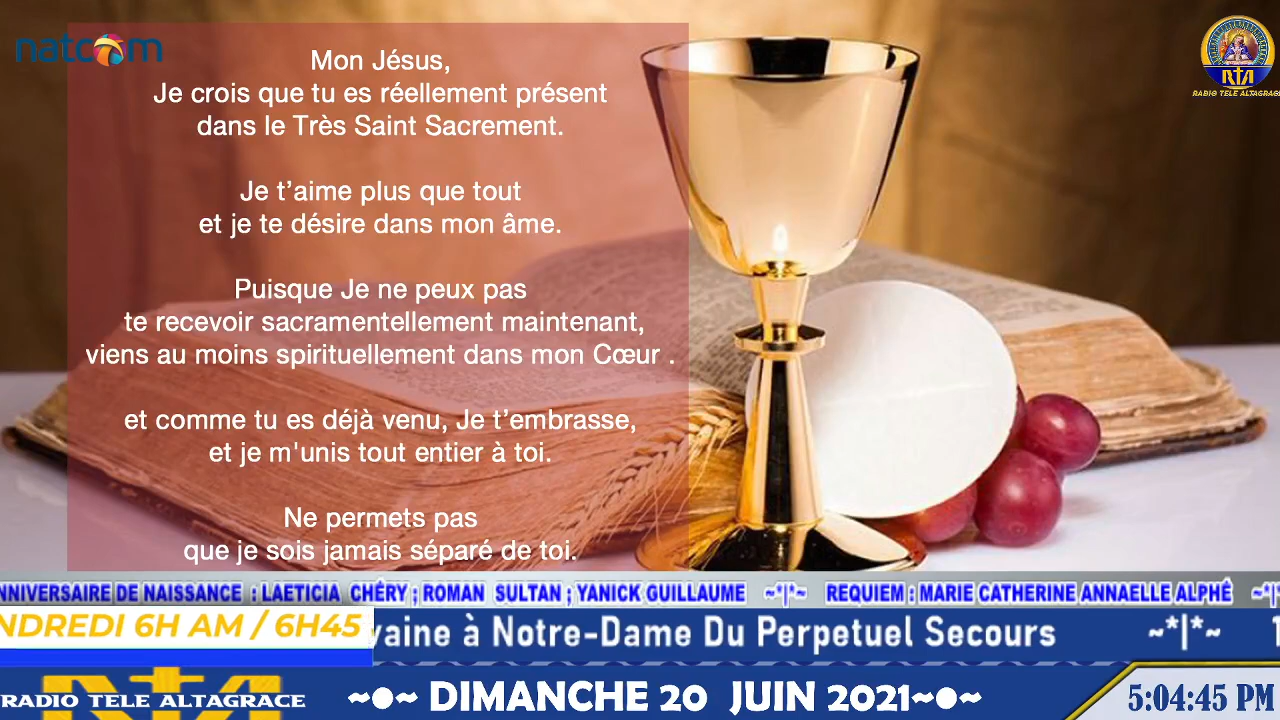 natcom
Mon Jésus,
Je crois que tu es réellement présent
dans le Très Saint Sacrement.
Je t’aime plus que tout
et je te désire dans mon âme.
Puisque Je ne peux pas
te recevoir sacramentellement maintenant,
viens au moins spirituellement dans mon Cœur .
et comme tu es déjà venu, Je t’embrasse,
et je m'unis tout entier à toi.
Ne permets pas
que je sois jamais séparé de toi.
RTA
RADIO TELE ALTAGRACE
NNIVERSAIRE DE NAISSANCE : LAETICIA CHÉRY ; ROMAN SULTAN ; YANICK GUILLAUME ~*|*~ REQUIEM : MARIE CATHERINE ANNAELLE ALPHÉ ~*|*
NDREDI 6H AM / 6H45
vaine à Notre-Dame Du Perpetuel Secours ~*|*~
RTA
RADIO TELE ALTAGRACE
~•~ DIMANCHE 20 JUIN 2021~•~
5:04:45 PM